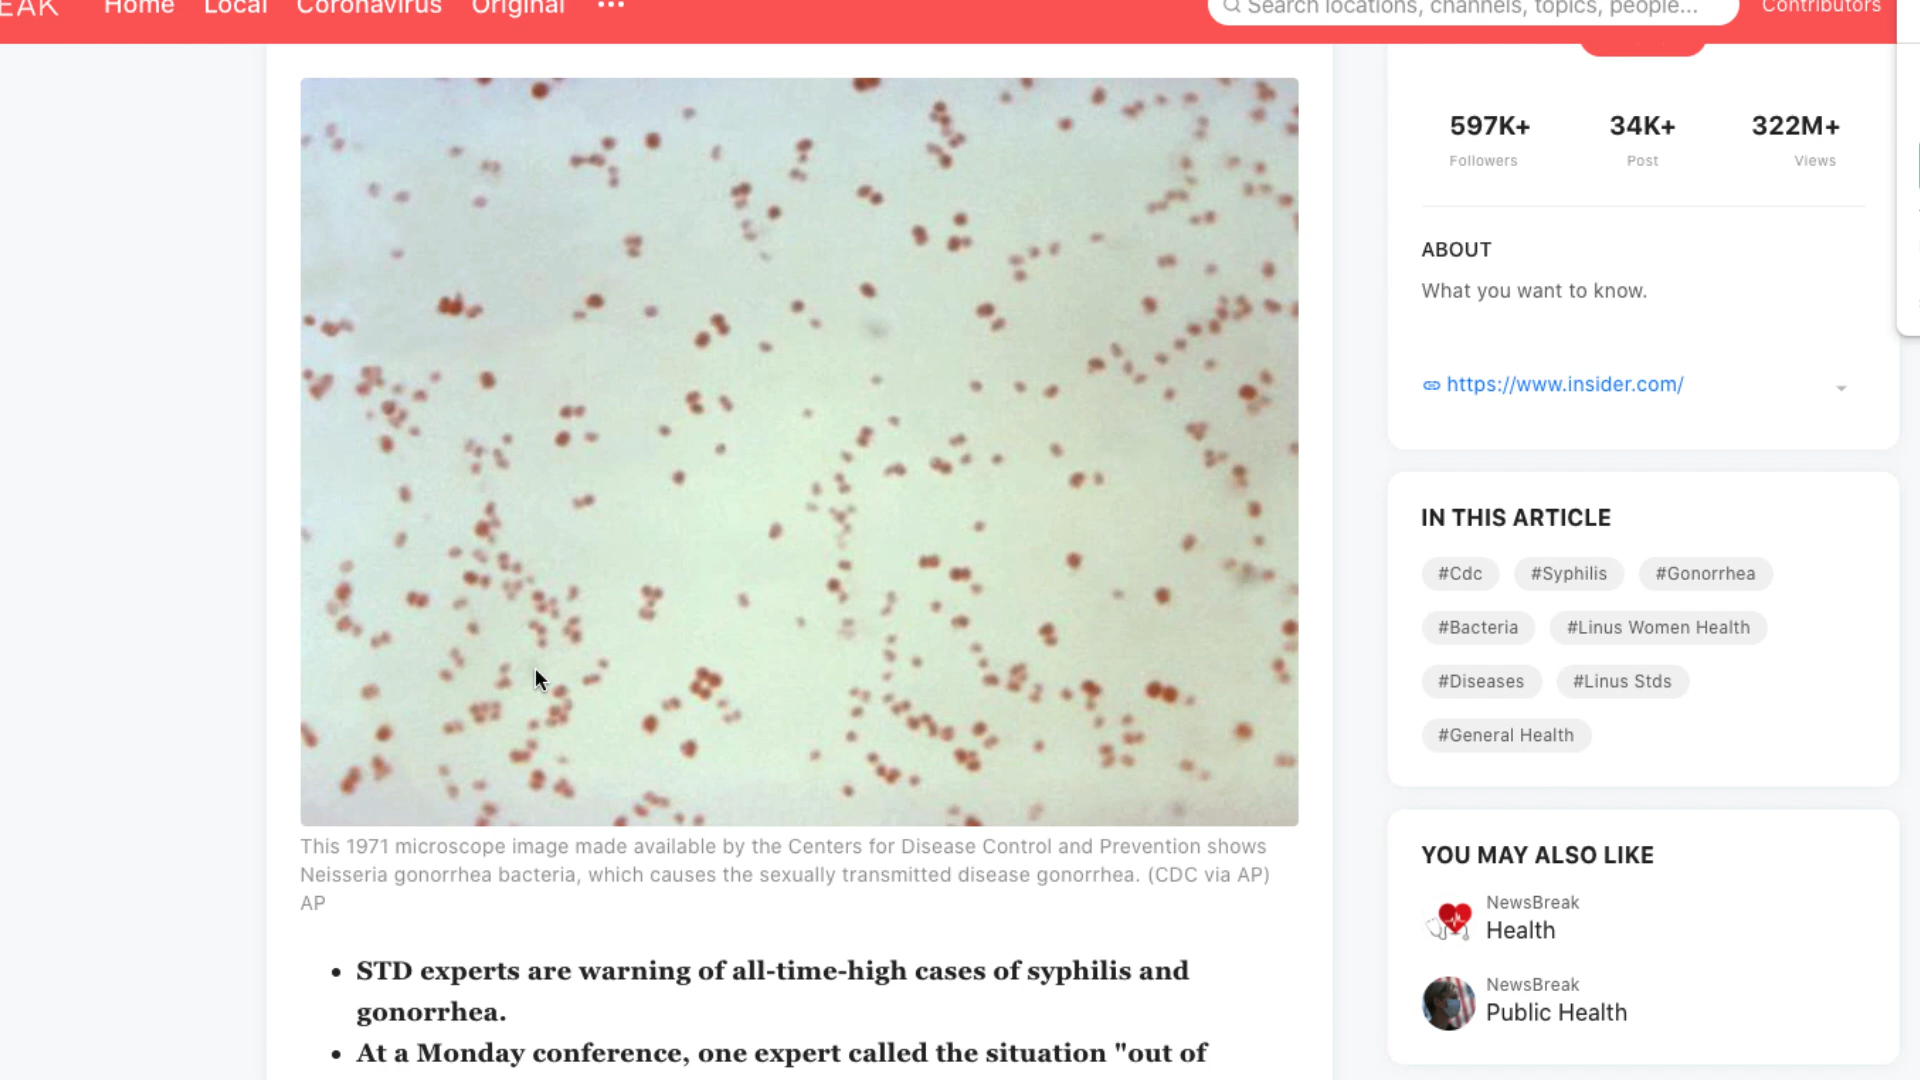 EAK Home Local Coronavirus Original ••• Search locations, channels, topics, people... Contributors
This 1971 microscope image made available by the Centers for Disease Control and Prevention shows
Neisseria gonorrhea bacteria, which causes the sexually transmitted disease gonorrhea. (CDC via AP)
AP
• STD experts are warning of all-time-high cases of syphilis and
gonorrhea.
• At a Monday conference, one expert called the situation "out of
597K+ 34K+ 322M+
Followers Post Views
ABOUT
What you want to know.
https://www.insider.com/
IN THIS ARTICLE
#Cdc #Syphilis #Gonorrhea
#Bacteria #Linus Women Health
#Diseases #Linus Stds
#General Health
YOU MAY ALSO LIKE
NewsBreak
Health
NewsBreak
Public Health